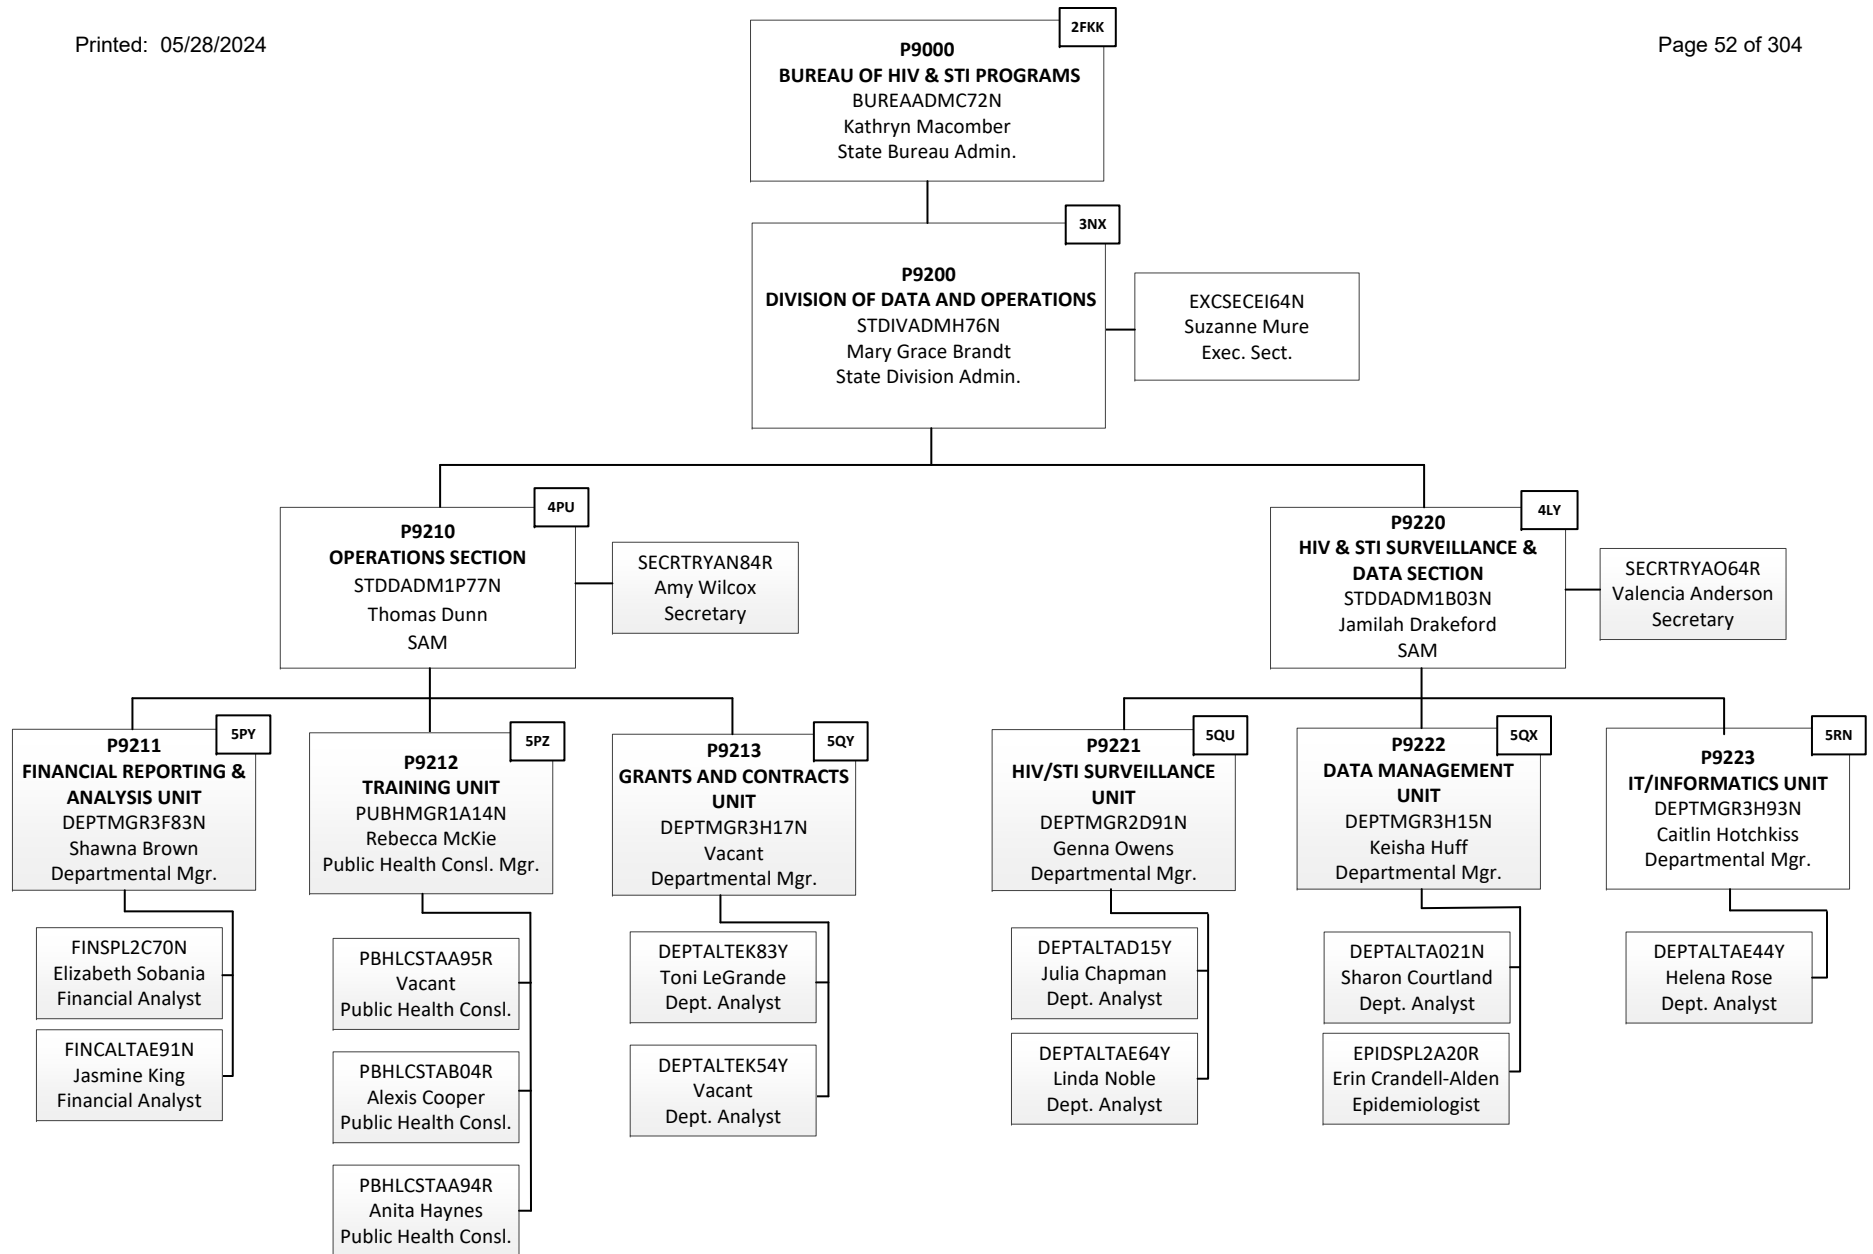 Printed: 05/28/2024
Page 52 of 304
2FKK
P9000
BUREAU OF HIV & STI PROGRAMS
BUREAADMC72N
Kathryn Macomber
State Bureau Admin.
3NX
P9200
DIVISION OF DATA AND OPERATIONS
STDIVADMH76N
Mary Grace Brandt
State Division Admin.
EXCSECEI64N
Suzanne Mure
Exec. Sect.
4PU
P9210
OPERATIONS SECTION
STDDADM1P77N
Thomas Dunn
SAM
SECRTRYAN84R
Amy Wilcox
Secretary
4LY
P9220
HIV & STI SURVEILLANCE &
DATA SECTION
STDDADM1B03N
Jamilah Drakeford
SAM
SECRTRYAO64R
Valencia Anderson
Secretary
5PY
P9211
FINANCIAL REPORTING &
ANALYSIS UNIT
DEPTMGR3F83N
Shawna Brown
Departmental Mgr.
5PZ
P9212
TRAINING UNIT
PUBHMGR1A14N
Rebecca McKie
Public Health Consl. Mgr.
5QY
P9213
GRANTS AND CONTRACTS
UNIT
DEPTMGR3H17N
Vacant
Departmental Mgr.
5QU
P9221
HIV/STI SURVEILLANCE
UNIT
DEPTMGR2D91N
Genna Owens
Departmental Mgr.
5QX
P9222
DATA MANAGEMENT
UNIT
DEPTMGR3H15N
Keisha Huff
Departmental Mgr.
5RN
P9223
IT/INFORMATICS UNIT
DEPTMGR3H93N
Caitlin Hotchkiss
Departmental Mgr.
FINSPL2C70N
Elizabeth Sobania
Financial Analyst
FINCALTAE91N
Jasmine King
Financial Analyst
PBHLCSTAA95R
Vacant
Public Health Consl.
PBHLCSTAB04R
Alexis Cooper
Public Health Consl.
PBHLCSTAA94R
Anita Haynes
Public Health Consl.
DEPTALTEK83Y
Toni LeGrande
Dept. Analyst
DEPTALTEK54Y
Vacant
Dept. Analyst
DEPTALTAD15Y
Julia Chapman
Dept. Analyst
DEPTALTAE64Y
Linda Noble
Dept. Analyst
DEPTALTA021N
Sharon Courtland
Dept. Analyst
EPIDSPL2A20R
Erin Crandell-Alden
Epidemiologist
DEPTALTAE44Y
Helena Rose
Dept. Analyst